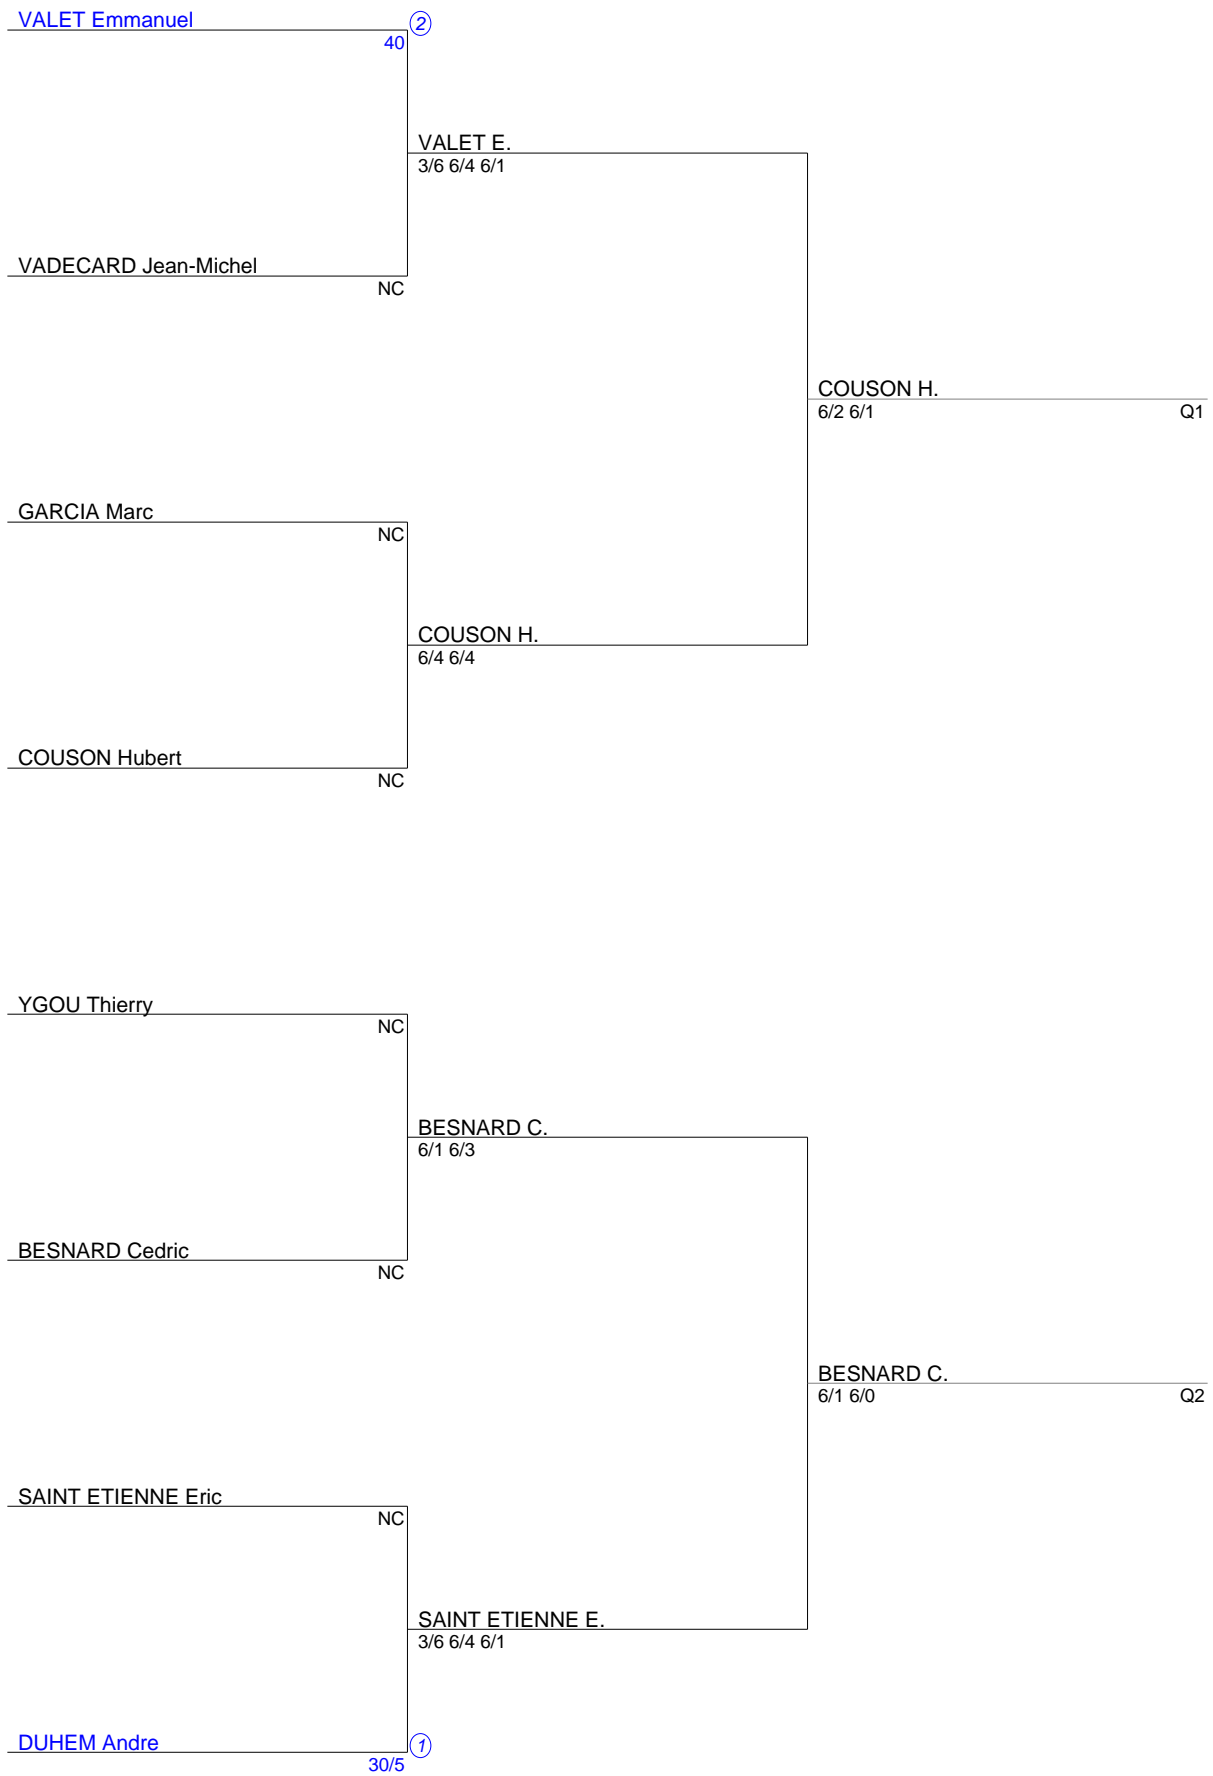 VALET Emmanuel
2
40
VALET E.
3/6 6/4 6/1
VADECARD Jean-Michel
NC
COUSON H.
6/2 6/1
Q1
GARCIA Marc
NC
COUSON H.
6/4 6/4
COUSON Hubert
NC
YGOU Thierry
NC
BESNARD C.
6/1 6/3
BESNARD Cedric
NC
BESNARD C.
6/1 6/0
Q2
SAINT ETIENNE Eric
NC
SAINT ETIENNE E.
3/6 6/4 6/1
DUHEM Andre
1
30/5